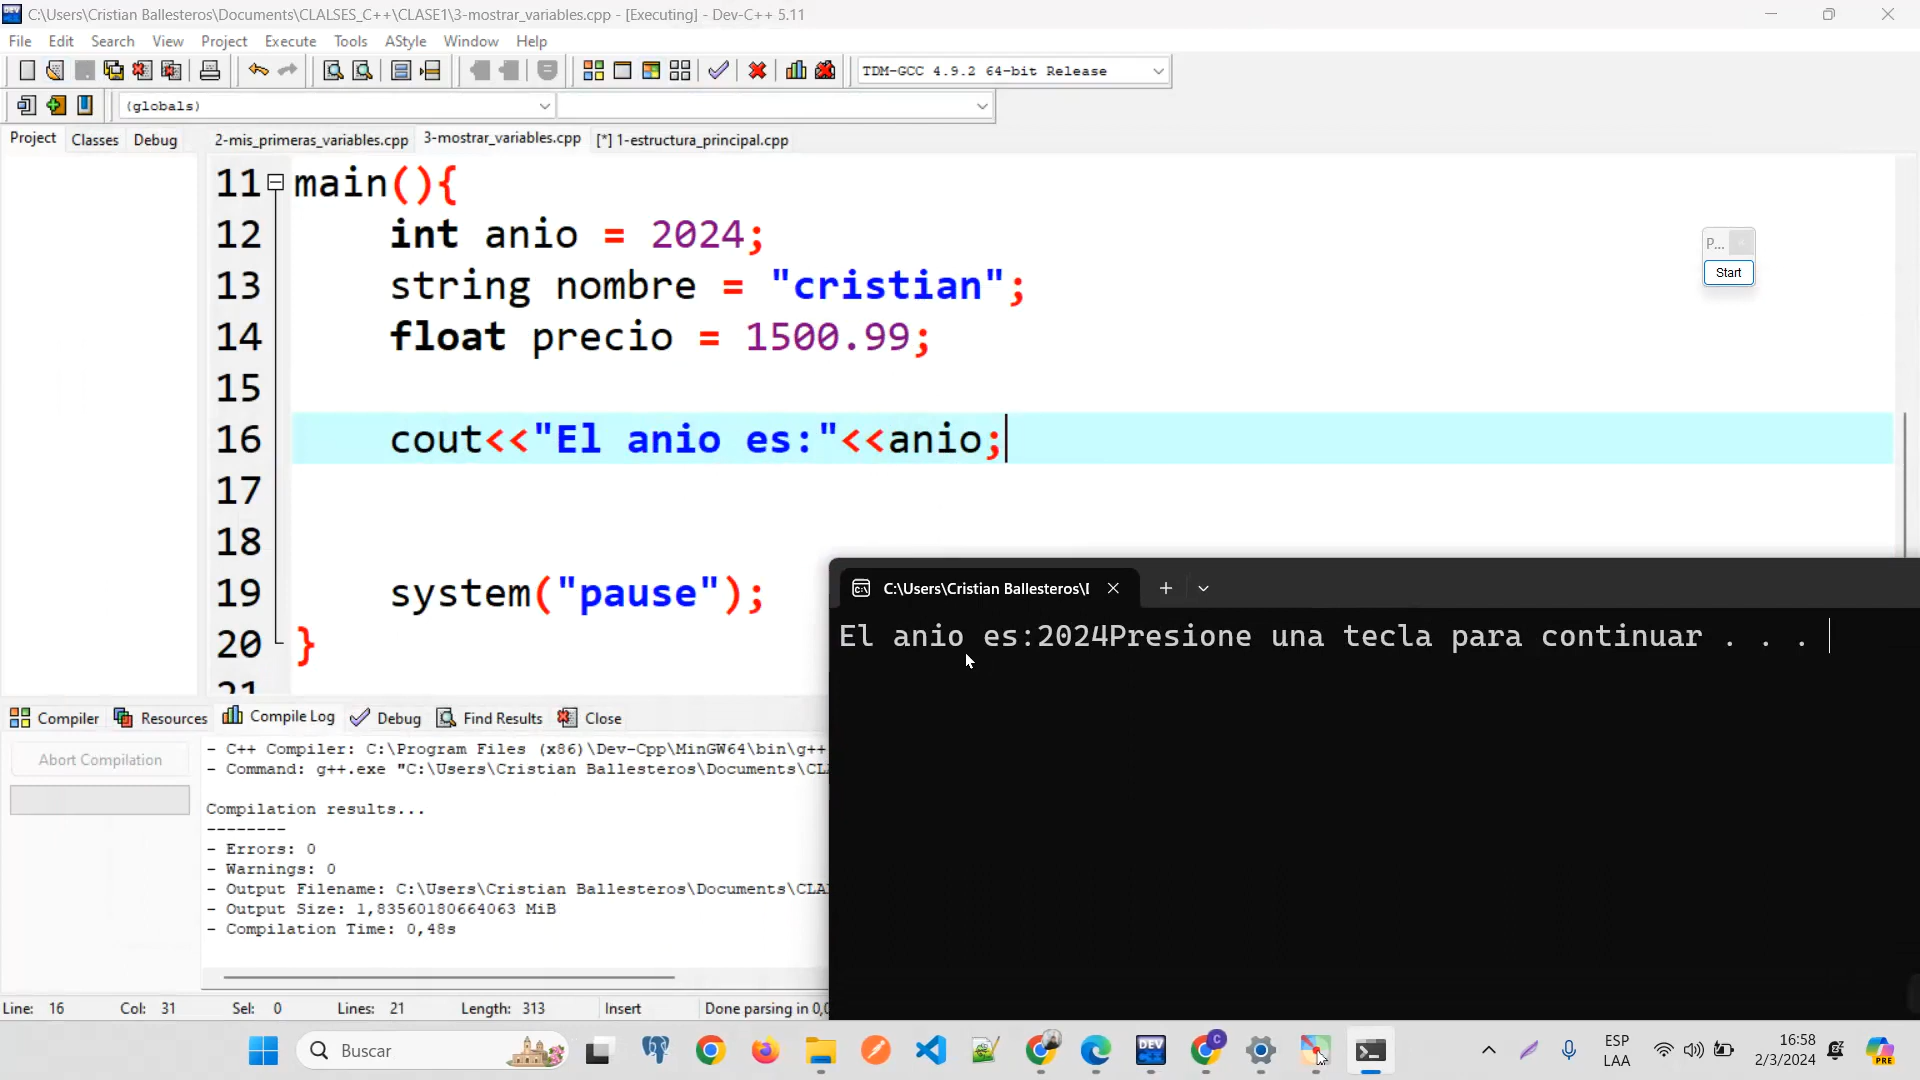 C:\Users\Cristian Ballesteros\Documents\CLALSES_C++\CLASE1\3-mostrar_variables.cpp - [Executing] - Dev-C++ 5.11
File Edit Search View Project Execute Tools AStyle Window Help
TDM-GCC 4.9.2 64-bit Release
(globals)
Project Classes Debug 2-mis_primeras_variables.cpp 3-mostrar_variables.cpp [*] 1-estructura_principal.cpp
11 main(){
12 int anio = 2024;
13 string nombre = "cristian";
14 float precio = 1500.99;
15
16 cout<<"El anio es:"<<anio;
17
18
19 system("pause");
20 }
21
P...
Start
C:\Users\Cristian Ballesteros\
El anio es:2024Presione una tecla para continuar . . .
Compiler Resources Compile Log Debug Find Results Close
Abort Compilation
- C++ Compiler: C:\Program Files (x86)\Dev-Cpp\MinGW64\bin\g++
- Command: g++.exe "C:\Users\Cristian Ballesteros\Documents\CL
Compilation results...
--------
- Errors: 0
- Warnings: 0
- Output Filename: C:\Users\Cristian Ballesteros\Documents\CLA
- Output Size: 1,83560180664063 MiB
- Compilation Time: 0,48s
Line: 16 Col: 31 Sel: 0 Lines: 21 Length: 313 Insert Done parsing in 0,0
Buscar
DEV
C
ESP
LAA
16:58
2/3/2024
PRE